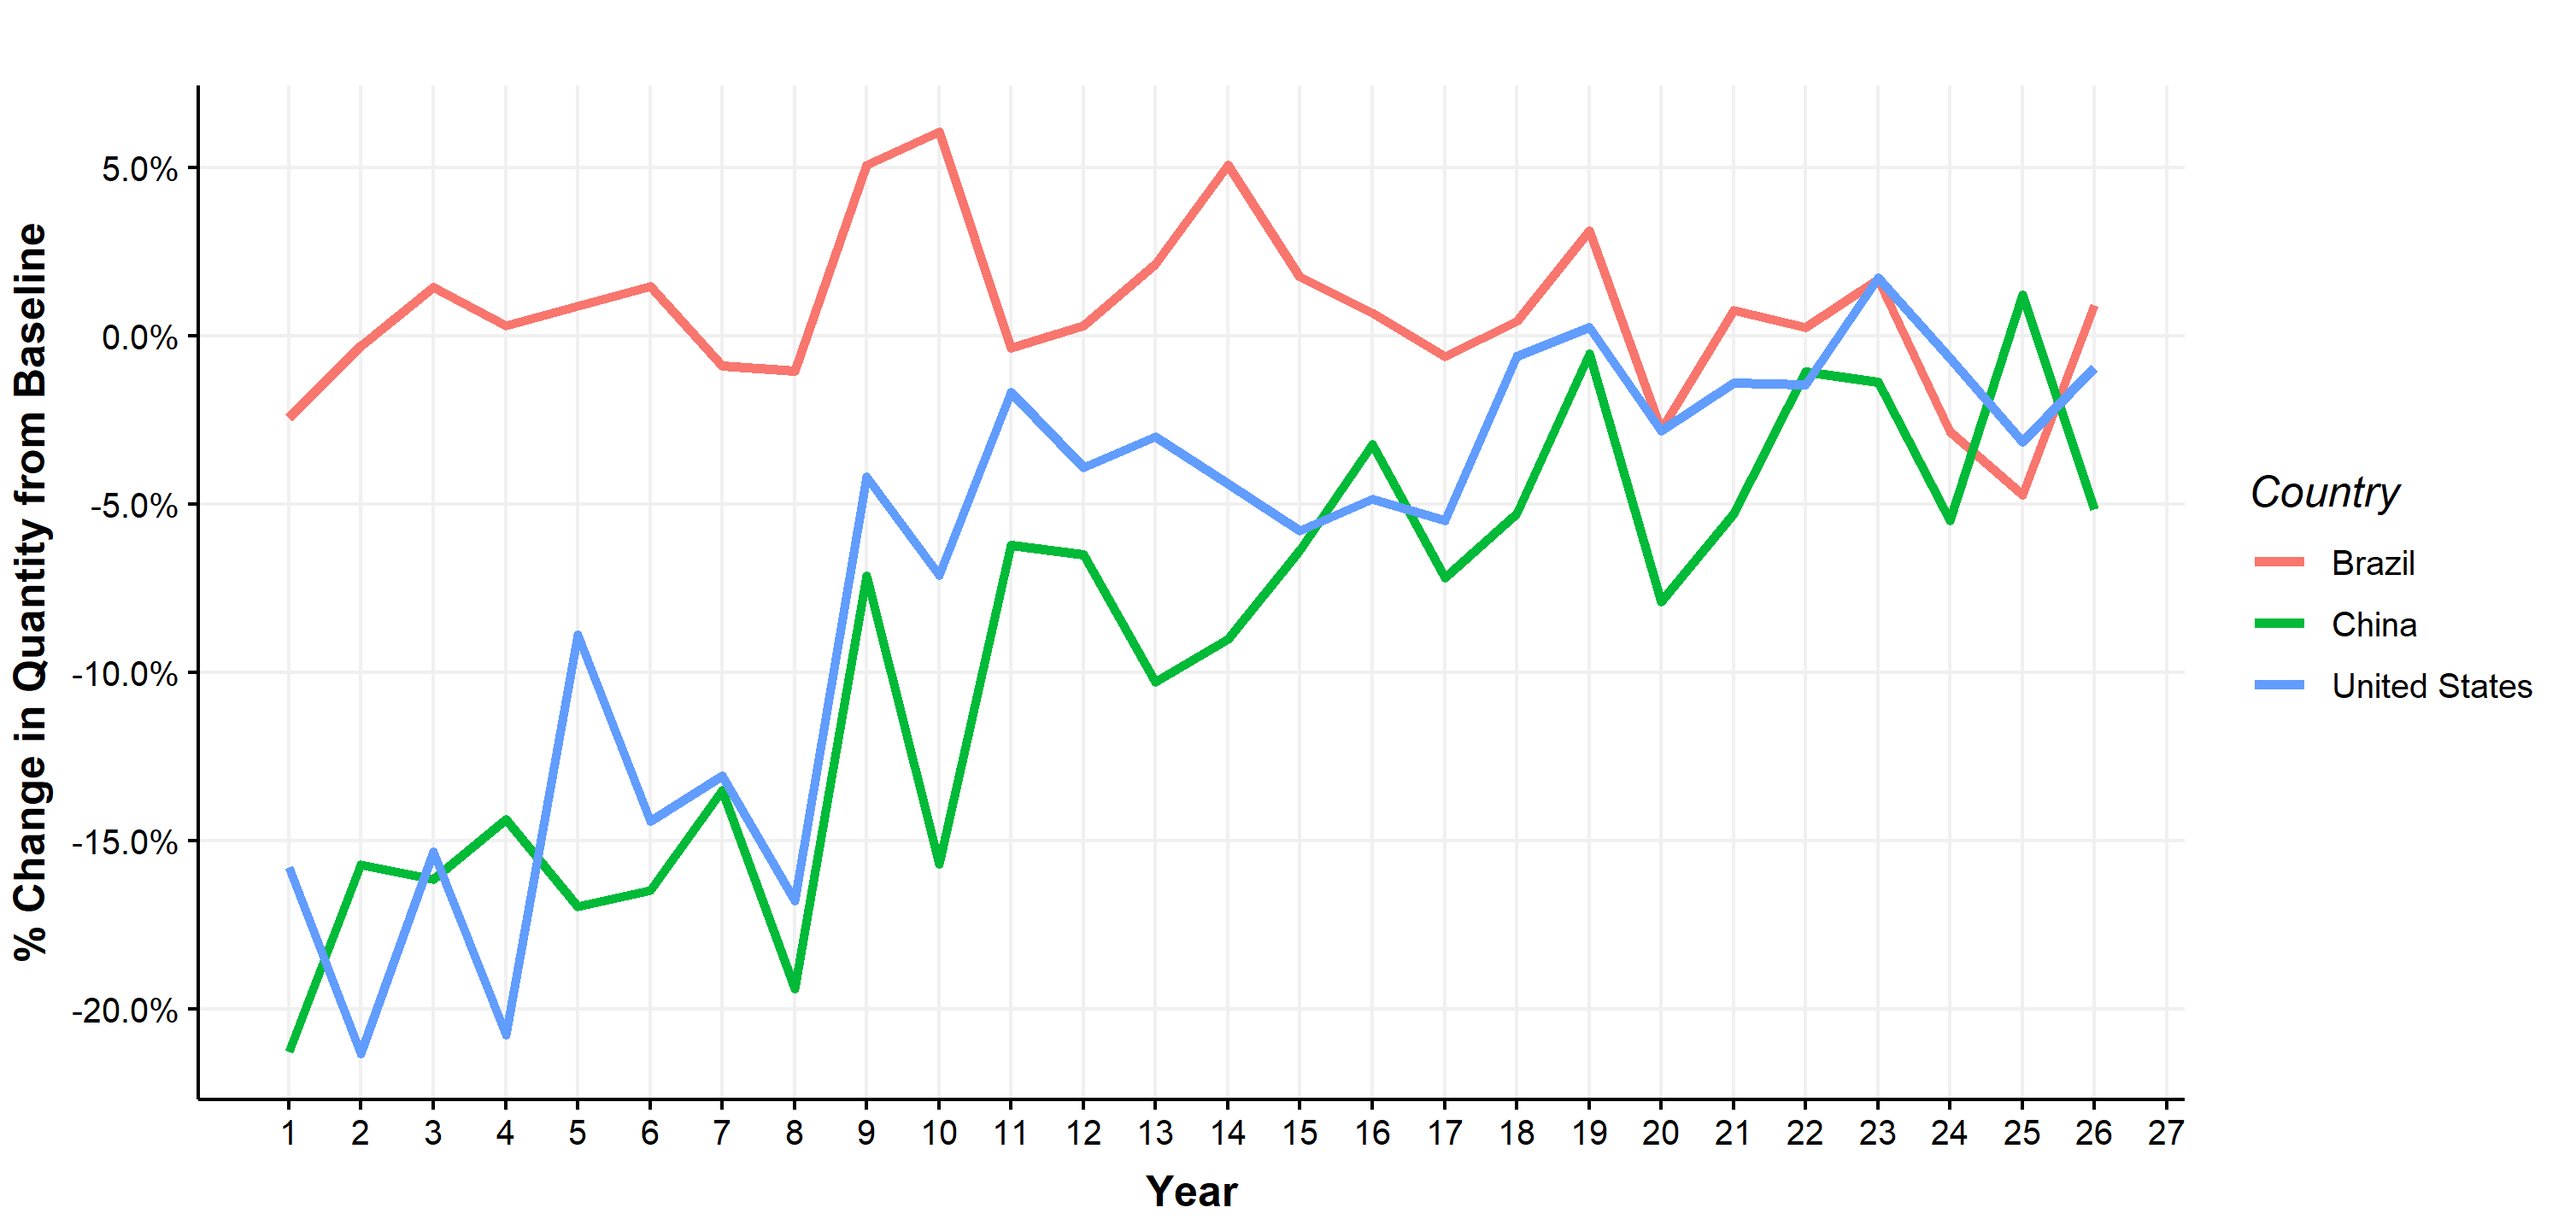 % Change in Quantity from Baseline
5.0%
0.0%
-5.0%
-10.0%
-15.0%
-20.0%
1 2 3 4 5 6 7 8 9 10 11 12 13 14 15 16 17 18 19 20 21 22 23 24 25 26 27
Year
Country
Brazil
China
United States